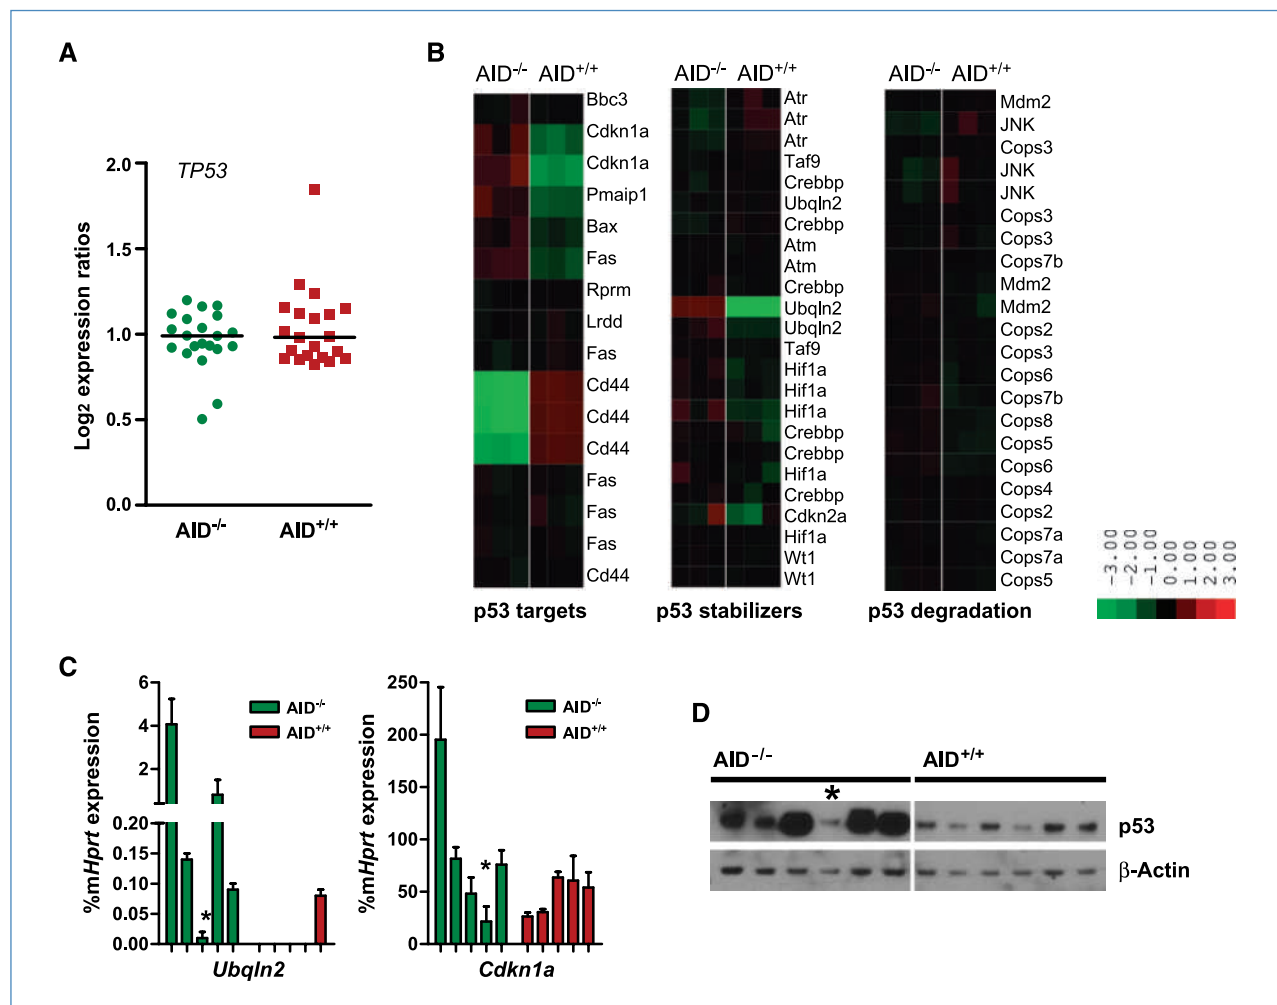 A
TP53
Log2 expression ratios
2.0
1.5
1.0
0.5
0.0
AID-/-
AID+/+
B
AID-/-
AID+/+
Bbc3
Cdkn1a
Cdkn1a
Pmaip1
Bax
Fas
Rprm
Lrdd
Fas
Cd44
Cd44
Cd44
Fas
Fas
Fas
Cd44
p53 targets
AID-/-
AID+/+
Atr
Atr
Atr
Taf9
Crebbp
Ubqln2
Crebbp
Atm
Atm
Crebbp
Ubqln2
Ubqln2
Taf9
Hif1a
Hif1a
Hif1a
Crebbp
Crebbp
Hif1a
Crebbp
Cdkn2a
Hif1a
Wt1
Wt1
p53 stabilizers
AID-/-
AID+/+
Mdm2
JNK
Cops3
JNK
JNK
Cops3
Cops3
Cops7b
Mdm2
Mdm2
Cops2
Cops3
Cops6
Cops7b
Cops8
Cops5
Cops6
Cops4
Cops2
Cops7a
Cops7a
Cops5
p53 degradation
-3.00
-2.00
-1.00
0.00
1.00
2.00
3.00
C
%mHprt expression
6
4
2
0.20
0.15
0.10
0.05
0.00
*
AID-/-
AID+/+
Ubqln2
%mHprt expression
250
200
150
100
50
0
*
AID-/-
AID+/+
Cdkn1a
D
AID-/-
AID+/+
*
p53
β-Actin